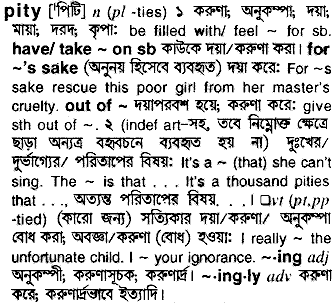 pity ['পিটি] n (pl -ties) ১ করুণা; অনুকম্পা; দয়া;
মায়া; দরদ; কৃপা: be filled with/ feel ~ for sb.
have/ take ~ on sb কাউকে দয়া/করুণা করা। for
~'s sake (অনুনয় হিসেবে ব্যবহৃত) দয়া করে: For ~s
sake rescue this poor girl from her master's
cruelty. out of ~ দয়াপরবশ হয়ে; করুণা করে: give
sth out of ~. ২ (indef art–সহ, তবে নিম্নোক্ত ক্ষেত্রে
ছাড়া অন্যত্র বহুবচনে ব্যবহৃত হয় না) দুঃখের/
দুর্ভাগ্যের/ পরিতাপের বিষয়: It's a ~ (that) she can't
sing. The ~ is that . . . It's a thousand pities
that . . ., অত্যন্ত পরিতাপের বিষয়. . . । □vt (pt,pp
-tied) (কারো জন্য) সত্যিকার দয়া/করুণা/ অনুকম্পা
বোধ করা; অবজ্ঞা/করুণা (বোধ) হওয়া: I really ~ the
unfortunate child. I ~ your ignorance. ~·ing adj
অনুকম্পী; করুণাসূচক; করুণার্দ্র। ~·ing·ly adv করুণা
করে; করুণার্দ্রভাবে ইত্যাদি।